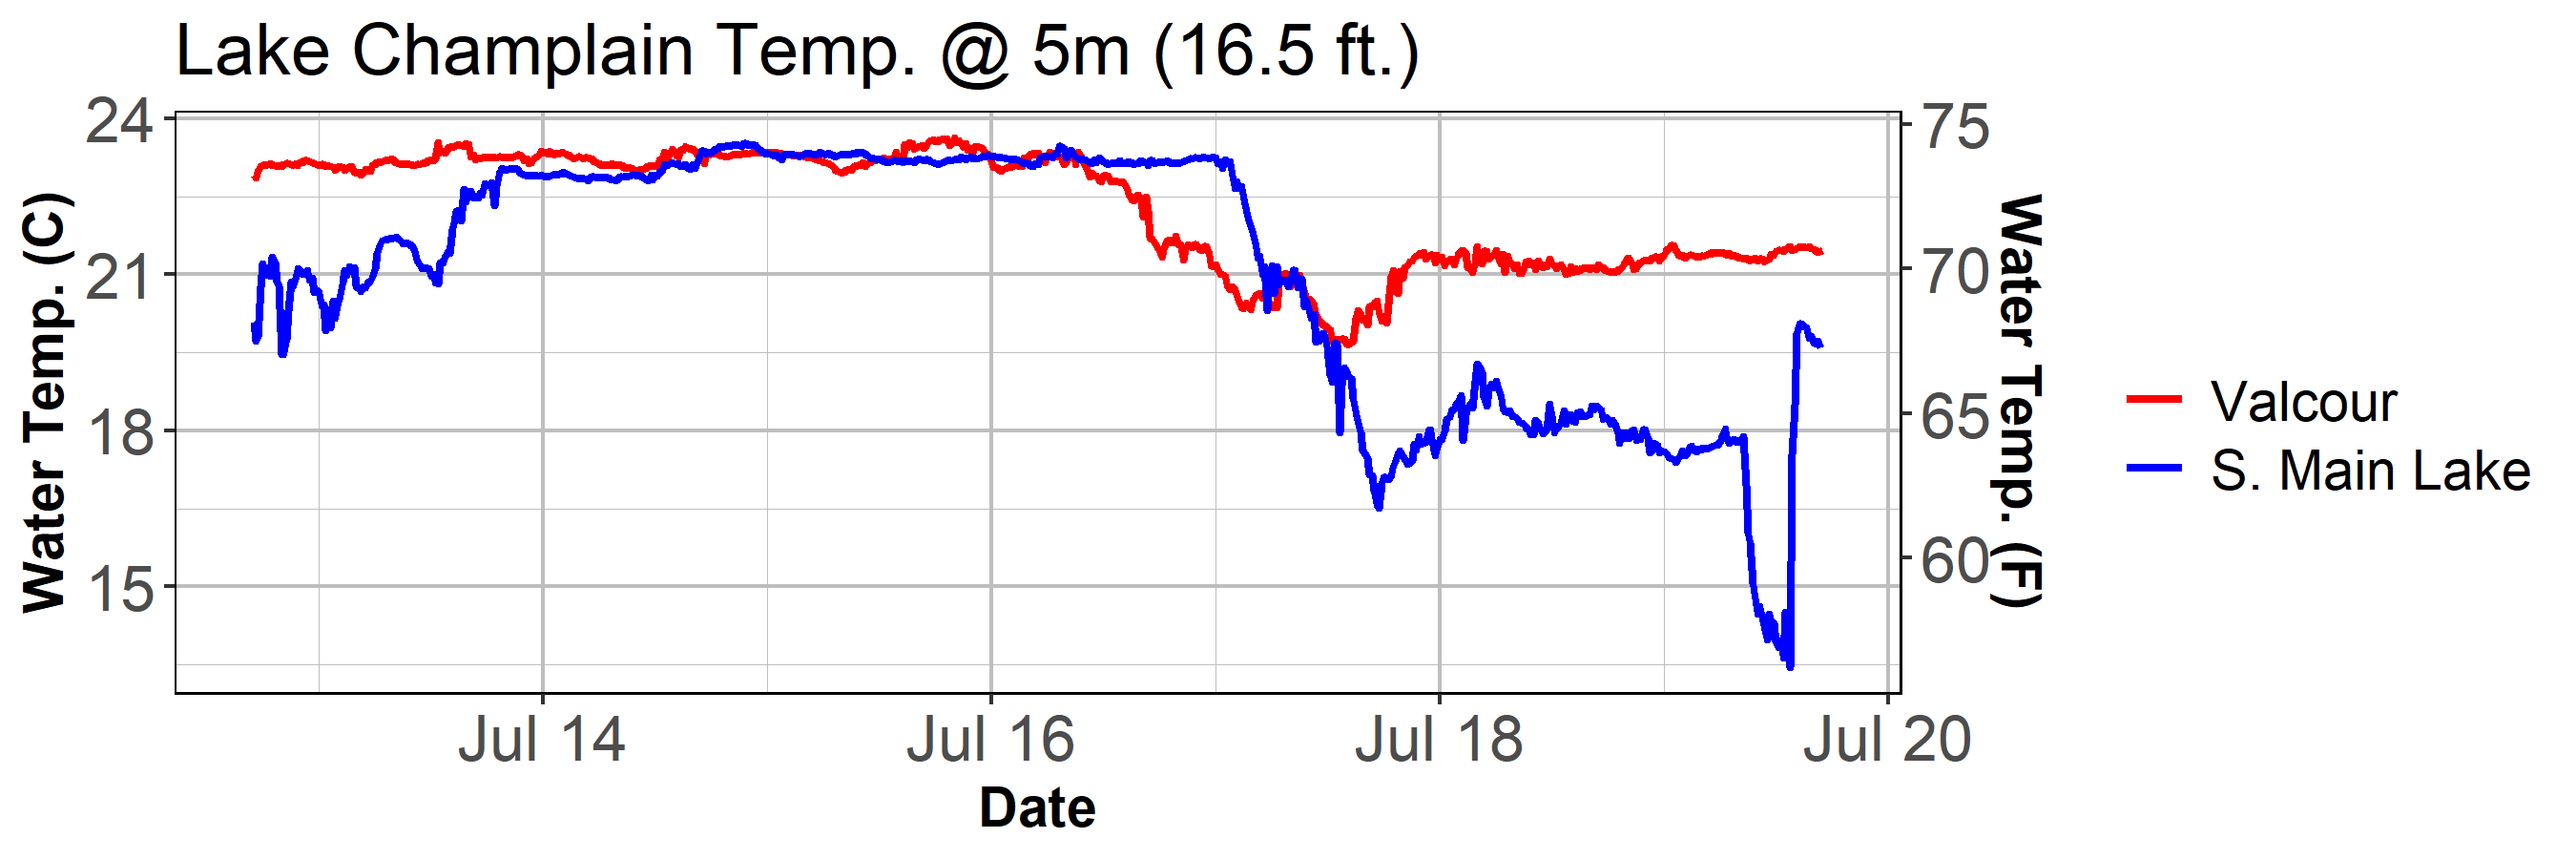 Lake Champlain Temp. @ 5m (16.5 ft.)
Water Temp. (C)
24
21
18
15
75
70
65
60
Water Temp. (F)
Jul 14
Jul 16
Jul 18
Jul 20
Date
Valcour
S. Main Lake